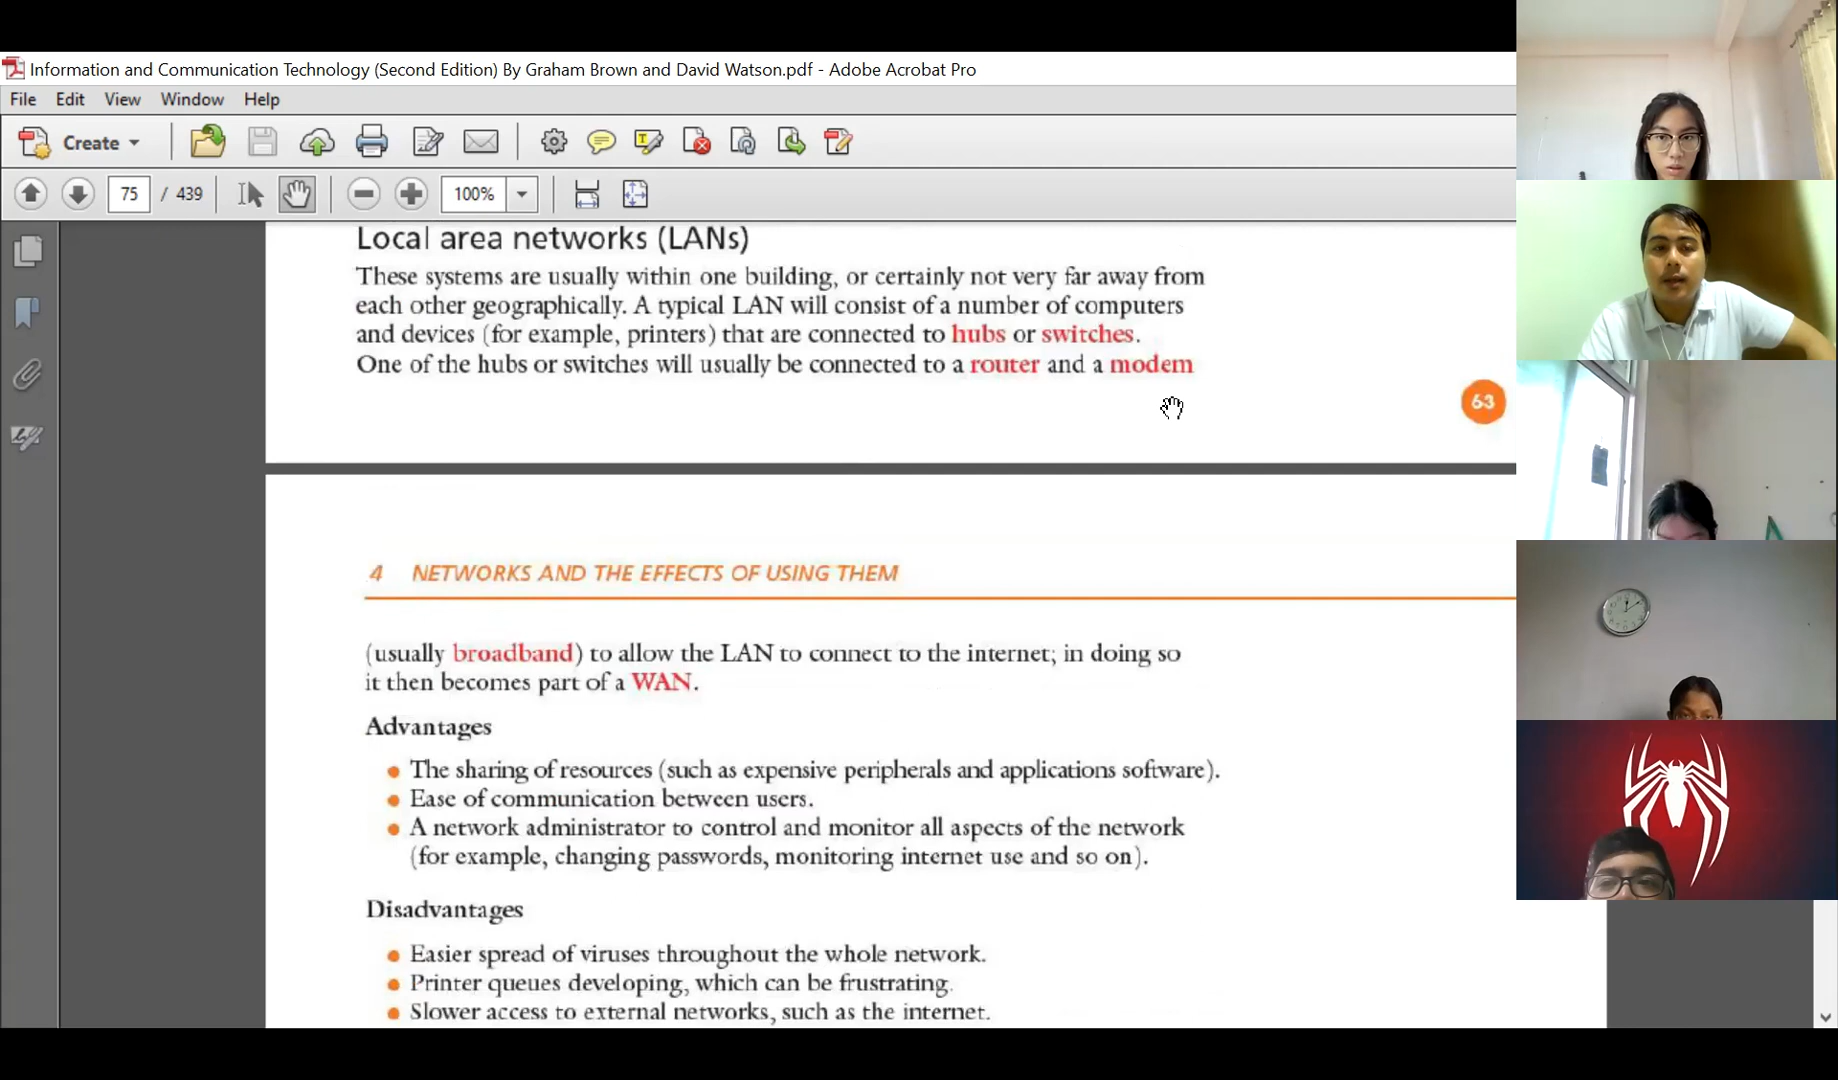 Information and Communication Technology (Second Edition) By Graham Brown and David Watson.pdf - Adobe Acrobat Pro
File Edit View Window Help
Create
75 / 439 100%
Local area networks (LANs)
These systems are usually within one building, or certainly not very far away from
each other geographically. A typical LAN will consist of a number of computers
and devices (for example, printers) that are connected to hubs or switches.
One of the hubs or switches will usually be connected to a router and a modem
63
4 NETWORKS AND THE EFFECTS OF USING THEM
(usually broadband) to allow the LAN to connect to the internet; in doing so
it then becomes part of a WAN.
Advantages
● The sharing of resources (such as expensive peripherals and applications software).
● Ease of communication between users.
● A network administrator to control and monitor all aspects of the network
(for example, changing passwords, monitoring internet use and so on).
Disadvantages
● Easier spread of viruses throughout the whole network.
● Printer queues developing, which can be frustrating.
● Slower access to external networks, such as the internet.